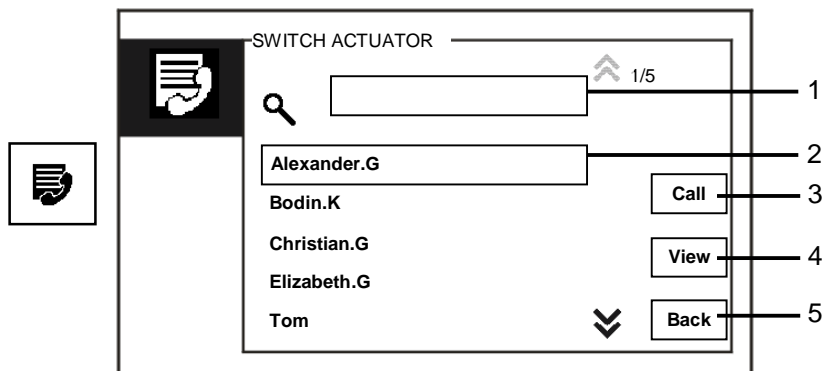 SWITCH ACTUATOR
1/5
1
Alexander.G
2
Bodin.K
Call
3
Christian.G
View
4
Elizabeth.G
Tom
Back
5